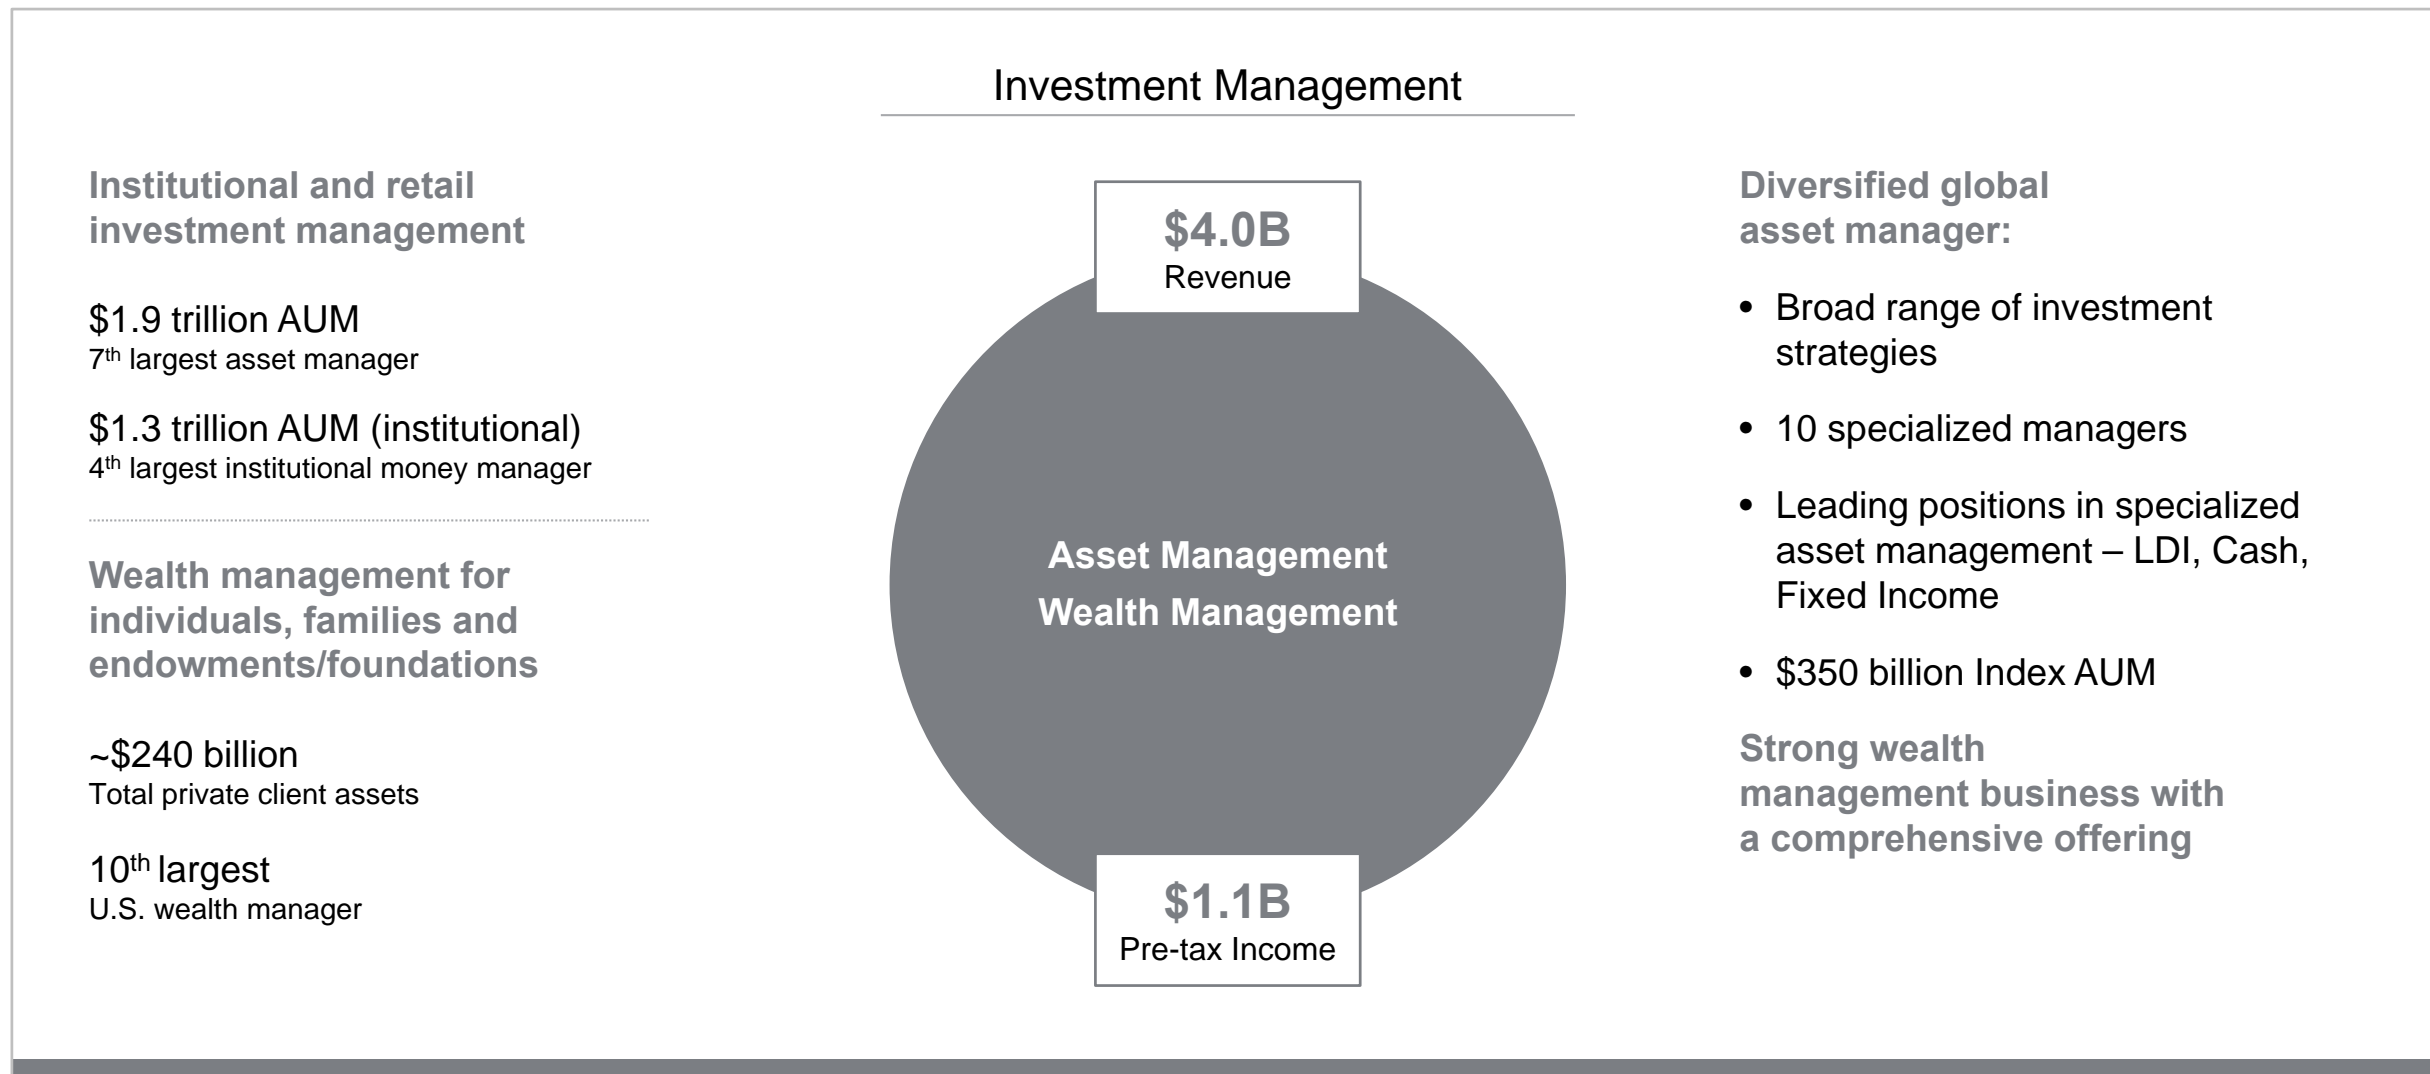 Investment Management
Institutional and retail
investment management
$1.9 trillion AUM
7th largest asset manager
$1.3 trillion AUM (institutional)
4th largest institutional money manager
Wealth management for
individuals, families and
endowments/foundations
~$240 billion
Total private client assets
10th largest
U.S. wealth manager
$4.0B
Revenue
Asset Management
Wealth Management
$1.1B
Pre-tax Income
Diversified global
asset manager:
• Broad range of investment
strategies
• 10 specialized managers
• Leading positions in specialized
asset management – LDI, Cash,
Fixed Income
• $350 billion Index AUM
Strong wealth
management business with
a comprehensive offering